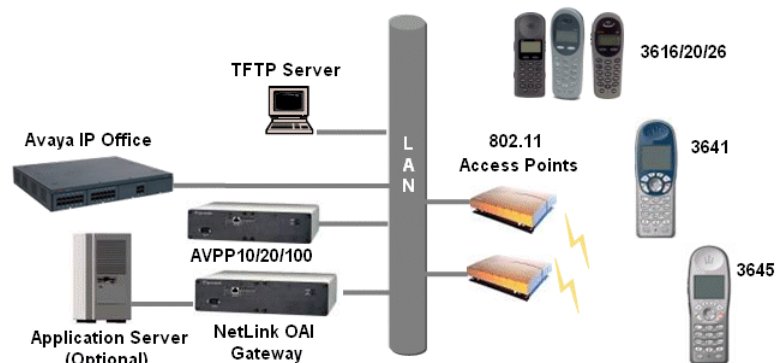 TFTP Server
3616/20/26
Avaya IP Office
LAN
802.11
Access Points
3641
AVPP10/20/100
3645
Application Server
(Optional)
NetLink OAI
Gateway